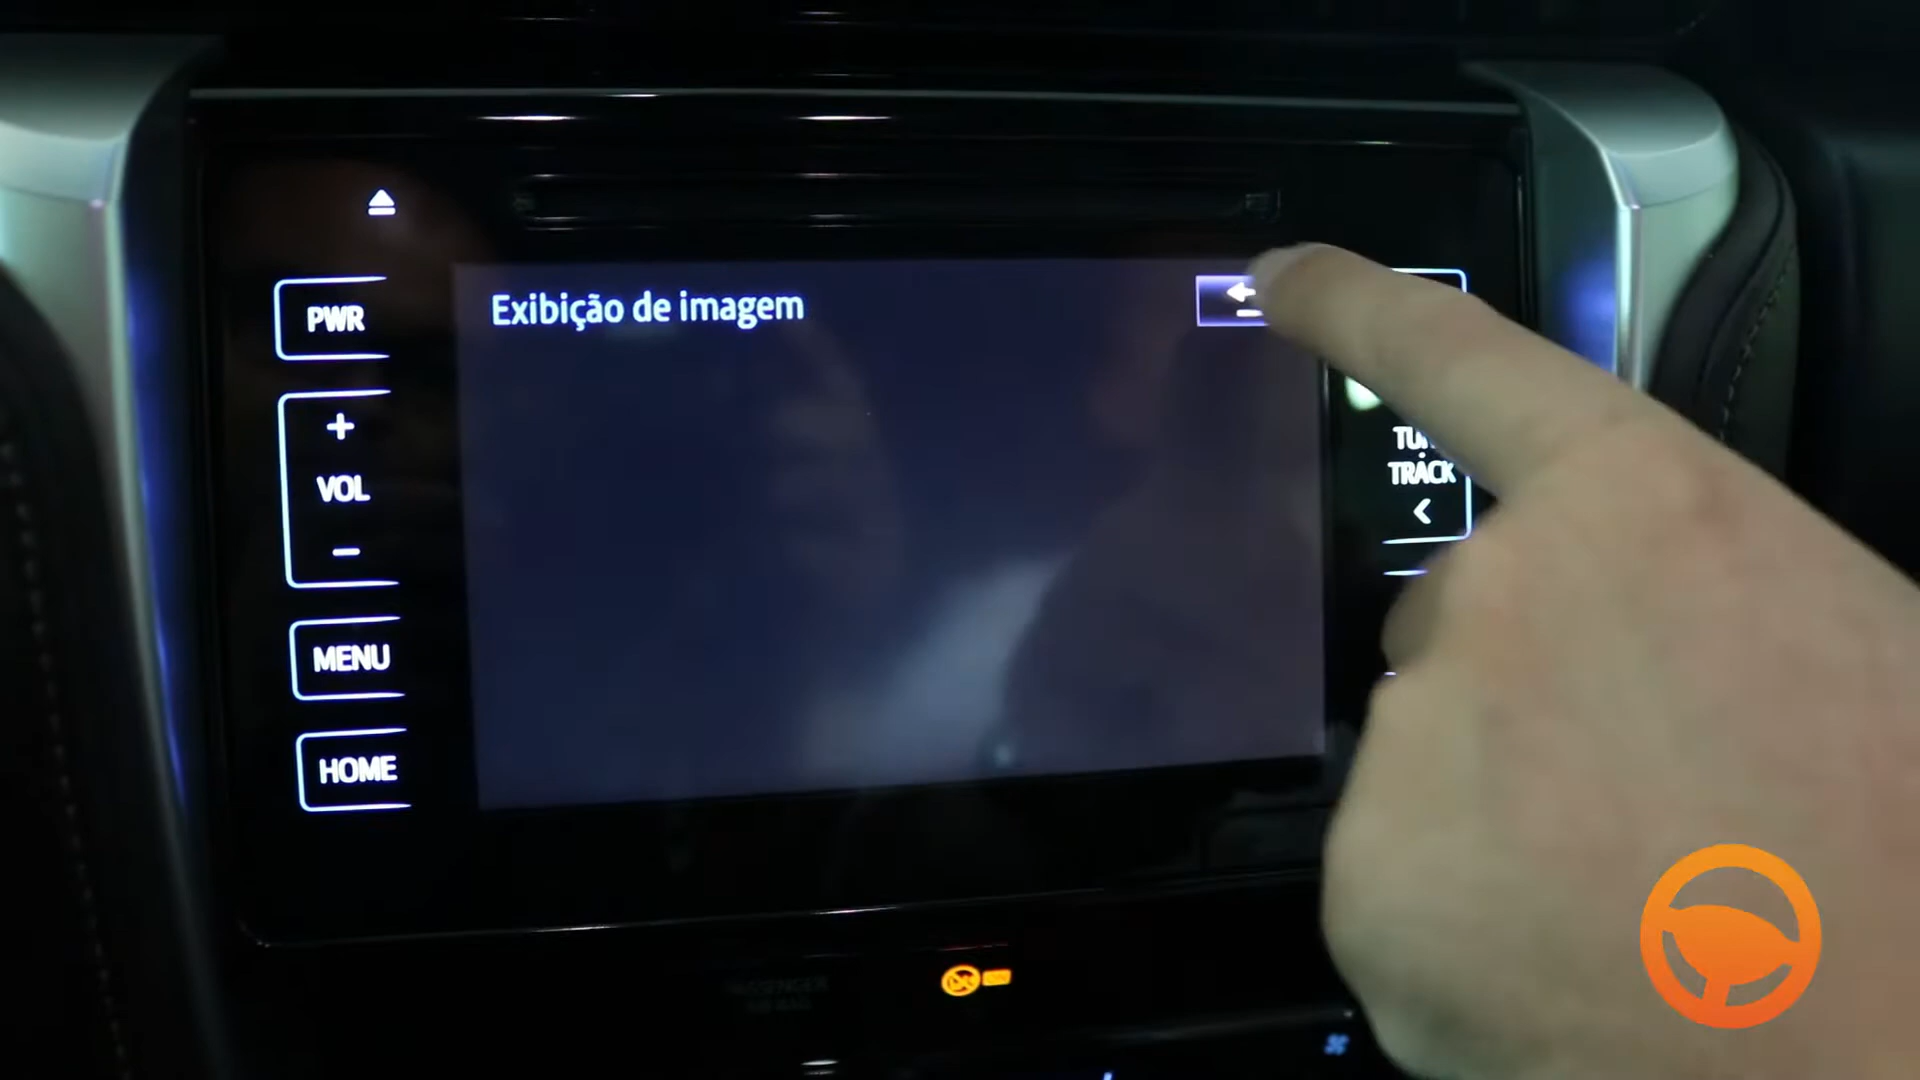 Exibição de imagem
PWR
+
VOL
-
MENU
HOME
TRACK
<